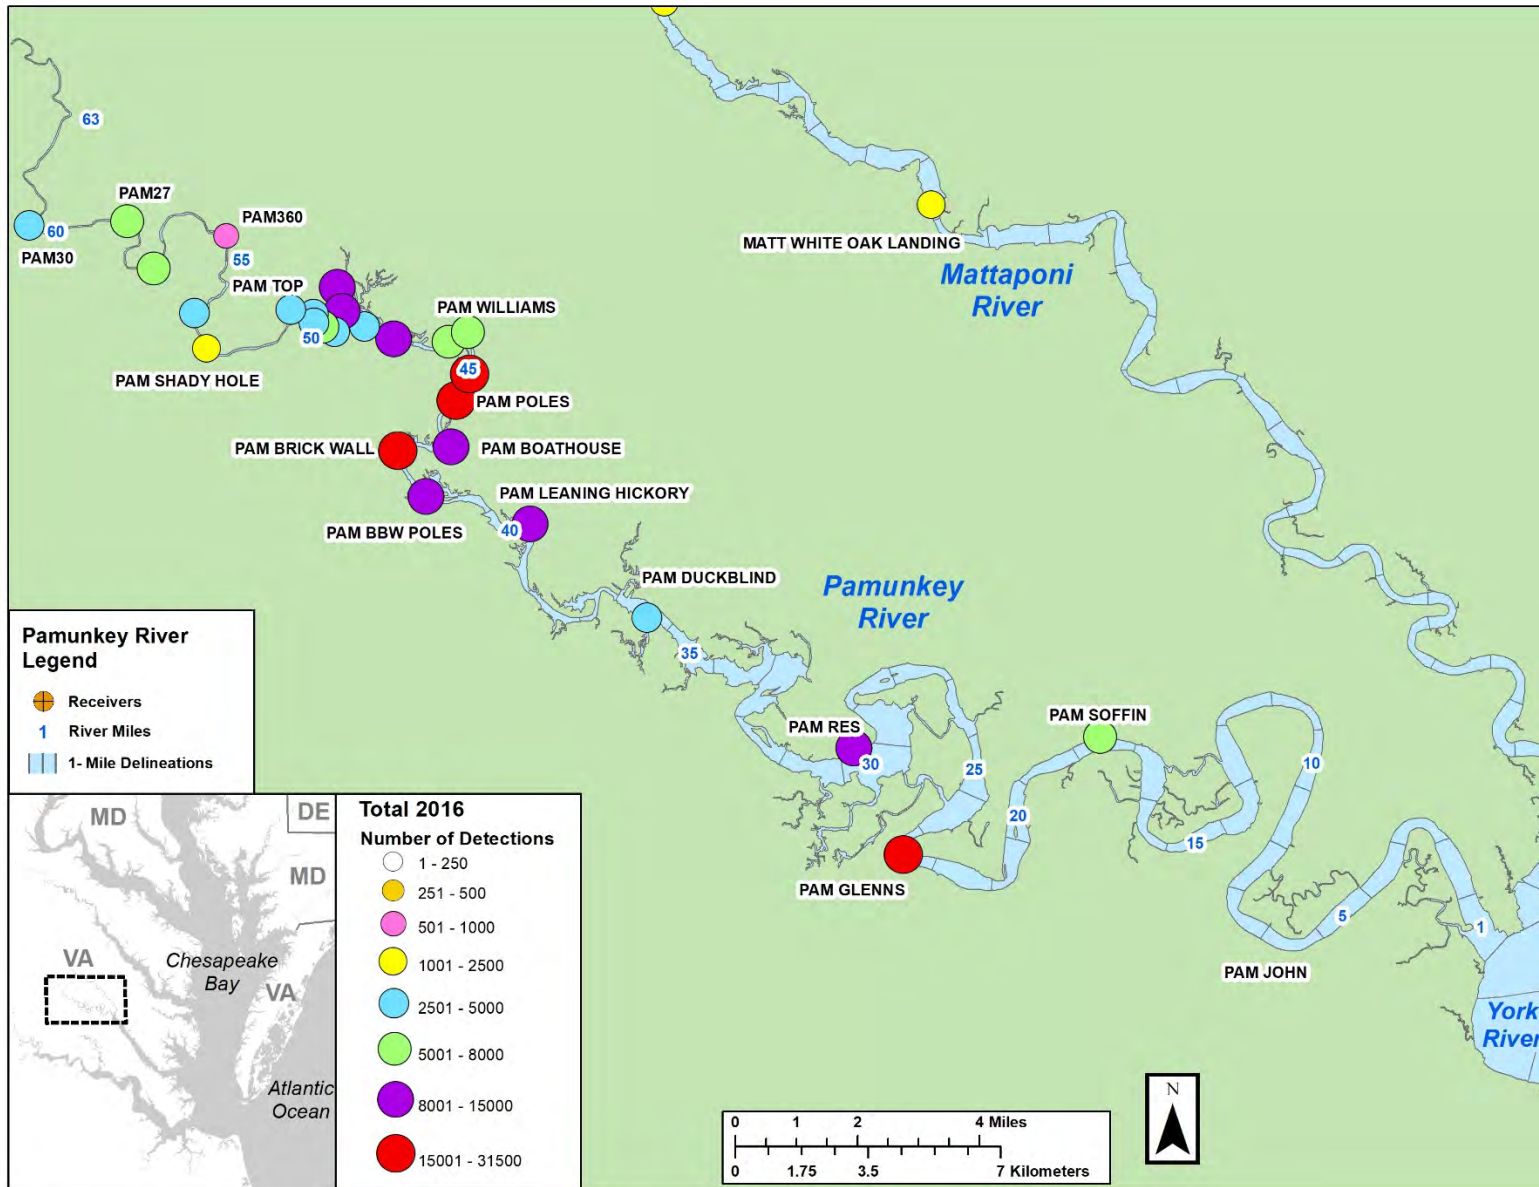 63
PAM27
PAM360
60
PAM30
55
PAM TOP
MATT WHITE OAK LANDING
Mattaponi
River
PAM WILLIAMS
50
45
PAM SHADY HOLE
PAM POLES
PAM BRICK WALL
PAM BOATHOUSE
PAM LEANING HICKORY
PAM BBW POLES
40
PAM DUCKBLIND
Pamunkey
River
35
PAM RES
PAM SOFFIN
30
25
10
20
15
PAM GLENNS
5
1
PAM JOHN
York
River
Pamunkey River
Legend
Receivers
1 River Miles
1- Mile Delineations
MD
DE
MD
VA
Chesapeake
Bay
VA
Atlantic
Ocean
Total 2016
Number of Detections
1 - 250
251 - 500
501 - 1000
1001 - 2500
2501 - 5000
5001 - 8000
8001 - 15000
15001 - 31500
0 1 2 4 Miles
0 1.75 3.5 7 Kilometers
N